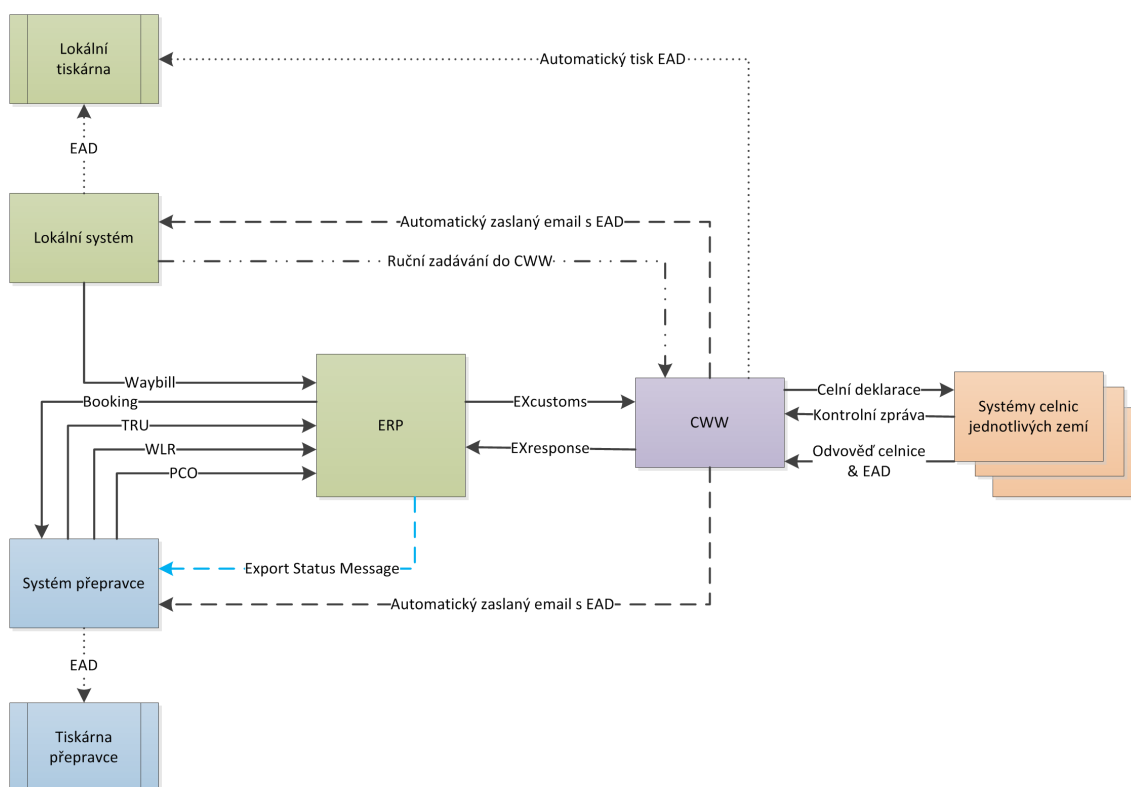 Lokální
tiskárna
Automatický tisk EAD
EAD
Lokální systém
Automatický zaslaný email s EAD
Ruční zadávání do CWW
Waybill
Booking
TRU
WLR
PCO
ERP
EXcustoms
EXresponse
CWW
Celní deklarace
Kontrolní zpráva
Odvověď celnice
& EAD
Systémy celnic
jednotlivých zemí
Systém přepravce
Export Status Message
Automatický zaslaný email s EAD
EAD
Tiskárna
přepravce